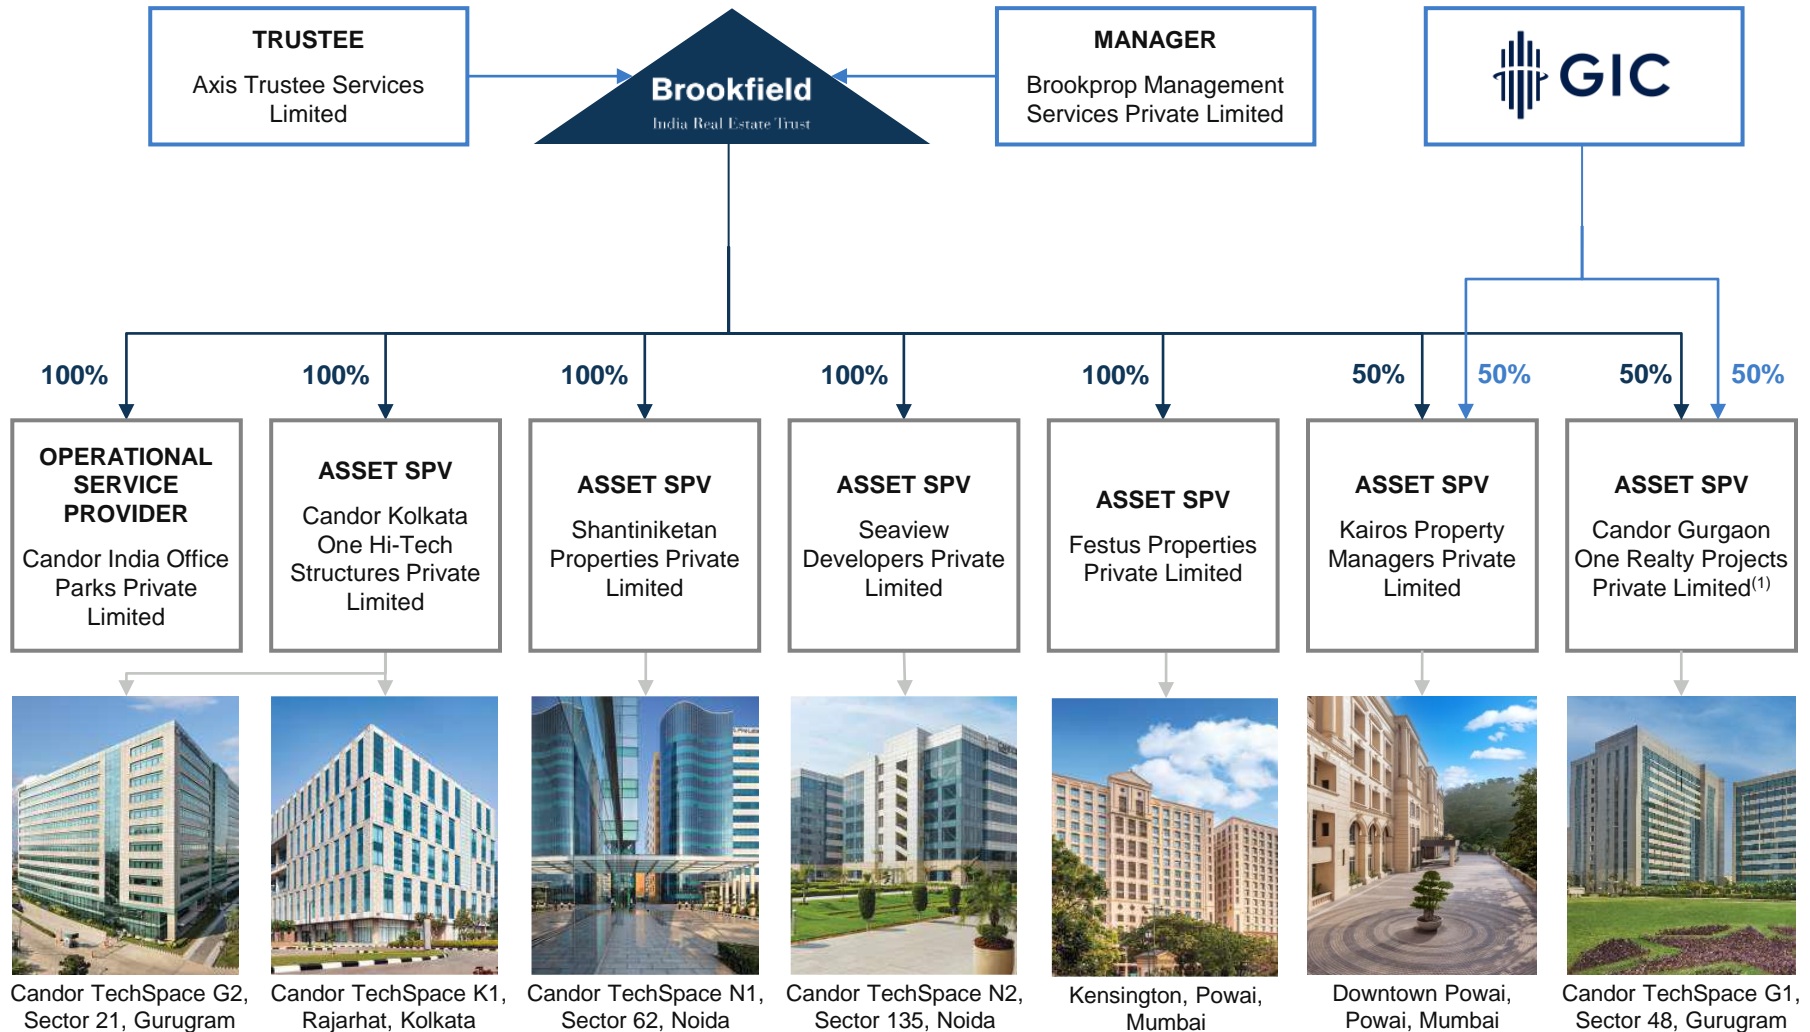 TRUSTEE
Axis Trustee Services
Limited
Brookfield
India Real Estate Trust
MANAGER
Brookprop Management
Services Private Limited
GIC
100%
100%
100%
100%
100%
50%
50%
50%
50%
OPERATIONAL
SERVICE
PROVIDER
Candor India Office
Parks Private
Limited
ASSET SPV
Candor Kolkata
One Hi-Tech
Structures Private
Limited
ASSET SPV
Shantiniketan
Properties Private
Limited
ASSET SPV
Seaview
Developers Private
Limited
ASSET SPV
Festus Properties
Private Limited
ASSET SPV
Kairos Property
Managers Private
Limited
ASSET SPV
Candor Gurgaon
One Realty Projects
Private Limited(1)
Candor TechSpace G2,
Sector 21, Gurugram
Candor TechSpace K1,
Rajarhat, Kolkata
Candor TechSpace N1,
Sector 62, Noida
Candor TechSpace N2,
Sector 135, Noida
Kensington, Powai,
Mumbai
Downtown Powai,
Powai, Mumbai
Candor TechSpace G1,
Sector 48, Gurugram